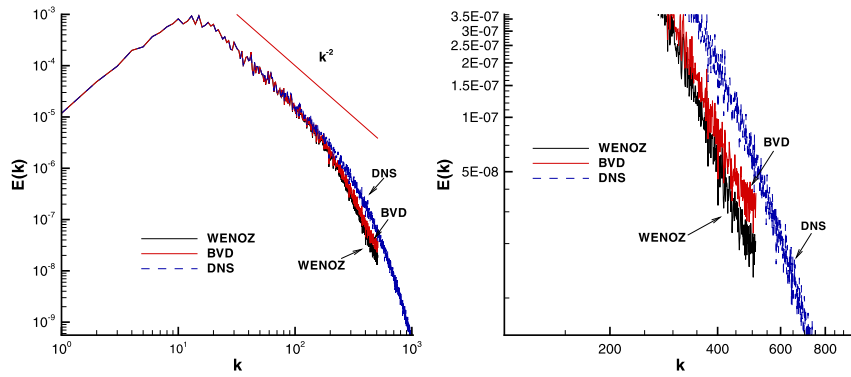 10⁻³
10⁻⁴
10⁻⁵
10⁻⁶
10⁻⁷
10⁻⁸
10⁻⁹
E(k)
k⁻²
DNS
BVD
WENOZ
WENOZ
BVD
DNS
10⁰
10¹
10²
10³
k
3.5E-07
3E-07
2.5E-07
2E-07
1.5E-07
1E-07
5E-08
E(k)
WENOZ
BVD
DNS
BVD
WENOZ
DNS
200
400
600
800
k